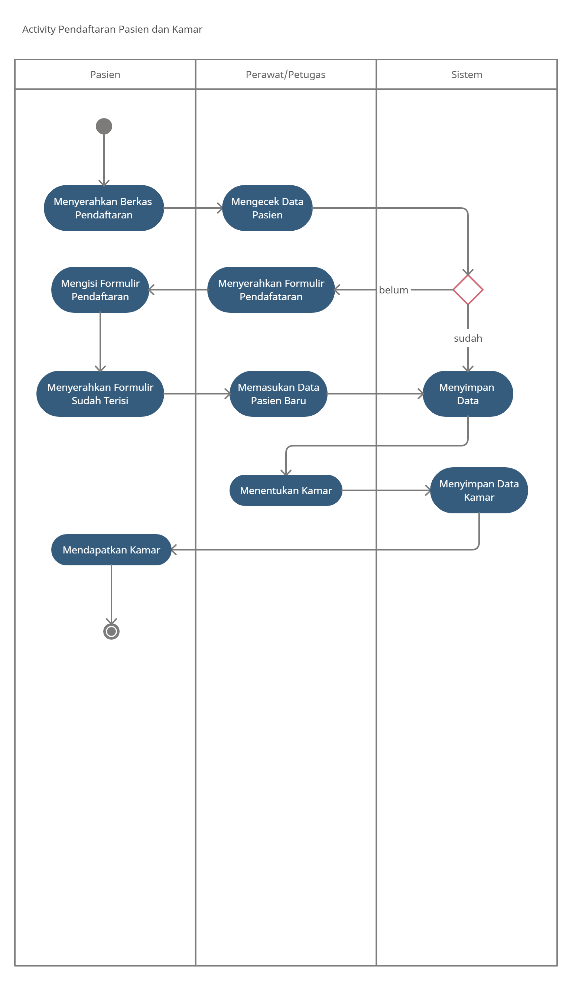 Activity Pendaftaran Pasien dan Kamar
Pasien
Perawat/Petugas
Sistem
Menyerahkan Berkas
Pendaftaran
Mengecek Data
Pasien
Mengisi Formulir
Pendaftaran
Menyerahkan Formulir
Pendafataran
belum
sudah
Menyerahkan Formulir
Sudah Terisi
Memasukan Data
Pasien Baru
Menyimpan
Data
Menentukan Kamar
Menyimpan Data
Kamar
Mendapatkan Kamar